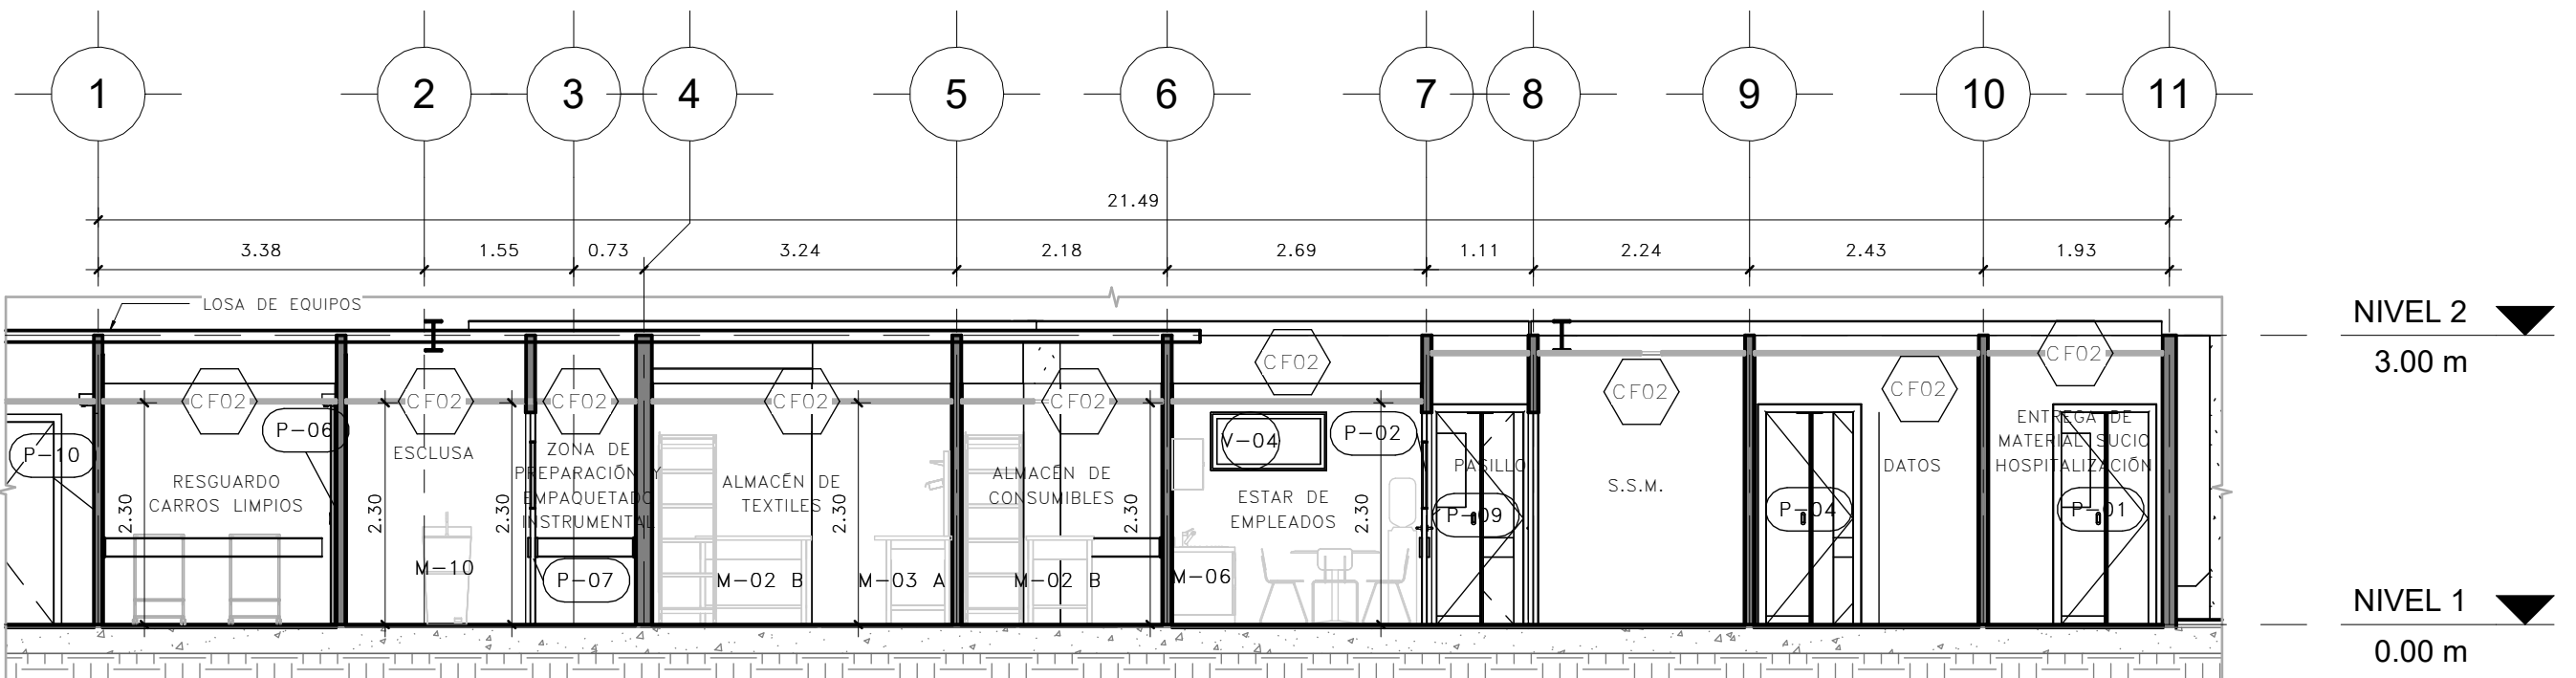 1 2 3 4 5 6 7 8 9 10 11
21.49
3.38 1.55 0.73 3.24 2.18 2.69 1.11 2.24 2.43 1.93
LOSA DE EQUIPOS
NIVEL 2
3.00 m
CF02 CF02 CF02 CF02 CF02 CF02 CF02 CF02 CF02
P-10
P-06
RESGUARDO
CARROS LIMPIOS
2.30
ESCLUSA
2.30
M-10
2.30
ZONA DE
PREPARACIÓN Y
EMPAQUETADO
INSTRUMENTAL
P-07
ALMACÉN DE
TEXTILES
2.30
M-02 B
M-03 A
ALMACÉN DE
CONSUMIBLES
2.30
M-02 B
V-04
P-02
ESTAR DE
EMPLEADOS
2.30
M-06
PASILLO
P-09
S.S.M.
DATOS
P-04
ENTREGA DE
MATERIAL SUCIO
HOSPITALIZACIÓN
P-01
NIVEL 1
0.00 m